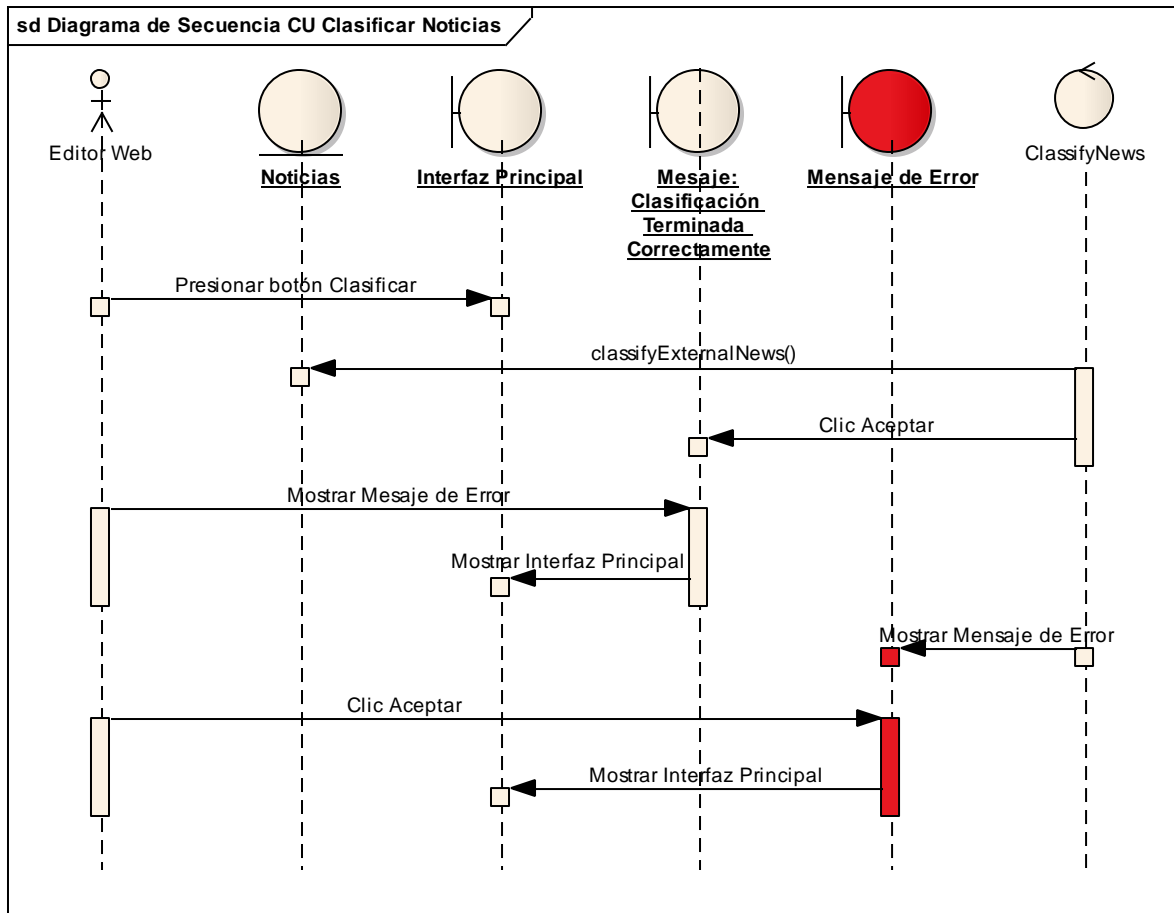 sd Diagrama de Secuencia CU Clasificar Noticias
Editor Web
Noticias
Interfaz Principal
Mesaje:
Clasificación
Terminada
Correctamente
Mensaje de Error
ClassifyNews
Presionar botón Clasificar
classifyExternalNews()
Clic Aceptar
Mostrar Mesaje de Error
Mostrar Interfaz Principal
Mostrar Mensaje de Error
Clic Aceptar
Mostrar Interfaz Principal